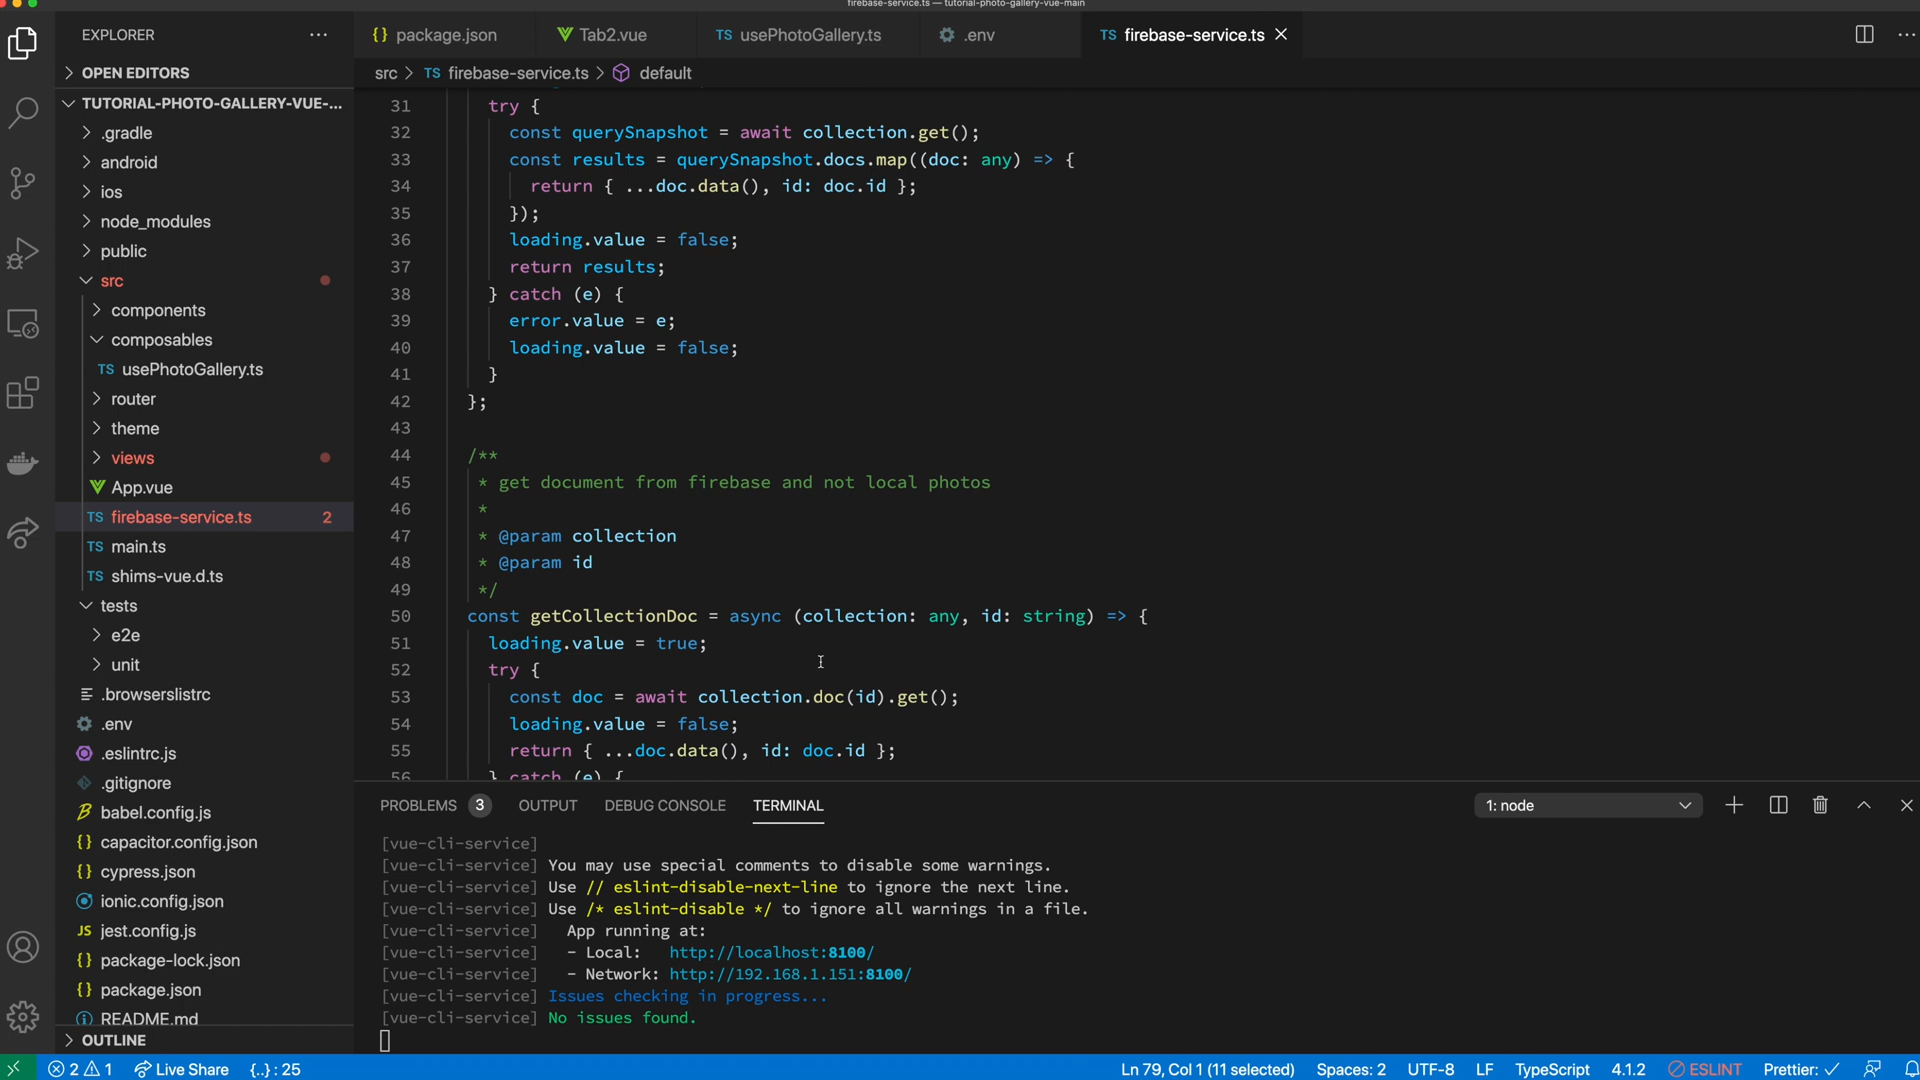 firebase-service.ts — tutorial-photo-gallery-vue-main
EXPLORER
{} package.json
Tab2.vue
TS usePhotoGallery.ts
.env
TS firebase-service.ts
OPEN EDITORS
src > TS firebase-service.ts > default
TUTORIAL-PHOTO-GALLERY-VUE-...
.gradle
android
ios
node_modules
public
src
components
composables
TS usePhotoGallery.ts
router
theme
views
App.vue
TS firebase-service.ts 2
TS main.ts
TS shims-vue.d.ts
tests
e2e
unit
.browserslistrc
.env
.eslintrc.js
.gitignore
babel.config.js
{} capacitor.config.json
{} cypress.json
ionic.config.json
JS jest.config.js
{} package-lock.json
{} package.json
README.md
OUTLINE
31 try {
32 const querySnapshot = await collection.get();
33 const results = querySnapshot.docs.map((doc: any) => {
34 return { ...doc.data(), id: doc.id };
35 });
36 loading.value = false;
37 return results;
38 } catch (e) {
39 error.value = e;
40 loading.value = false;
41 }
42 };
43
44 /**
45 * get document from firebase and not local photos
46 *
47 * @param collection
48 * @param id
49 */
50 const getCollectionDoc = async (collection: any, id: string) => {
51 loading.value = true;
52 try {
53 const doc = await collection.doc(id).get();
54 loading.value = false;
55 return { ...doc.data(), id: doc.id };
56 } catch (e) {
PROBLEMS 3 OUTPUT DEBUG CONSOLE TERMINAL 1: node
[vue-cli-service]
[vue-cli-service] You may use special comments to disable some warnings.
[vue-cli-service] Use // eslint-disable-next-line to ignore the next line.
[vue-cli-service] Use /* eslint-disable */ to ignore all warnings in a file.
[vue-cli-service] App running at:
[vue-cli-service] - Local: http://localhost:8100/
[vue-cli-service] - Network: http://192.168.1.151:8100/
[vue-cli-service] Issues checking in progress...
[vue-cli-service] No issues found.
2 1 Live Share {..} : 25 Ln 79, Col 1 (11 selected) Spaces: 2 UTF-8 LF TypeScript 4.1.2 ESLINT Prettier: ✓